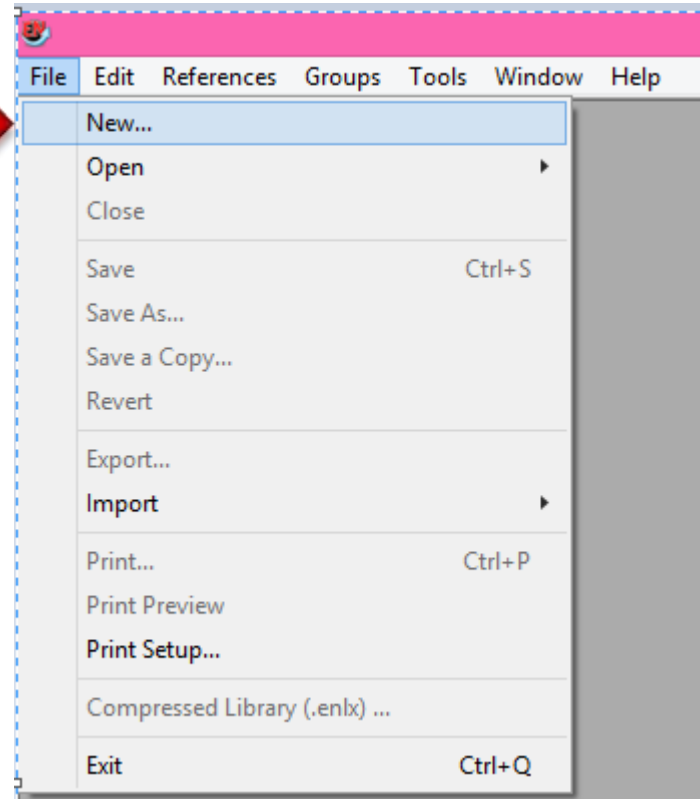 File Edit References Groups Tools Window Help
New...
Open
Close
Save Ctrl+S
Save As...
Save a Copy...
Revert
Export...
Import
Print... Ctrl+P
Print Preview
Print Setup...
Compressed Library (.enlx) ...
Exit Ctrl+Q